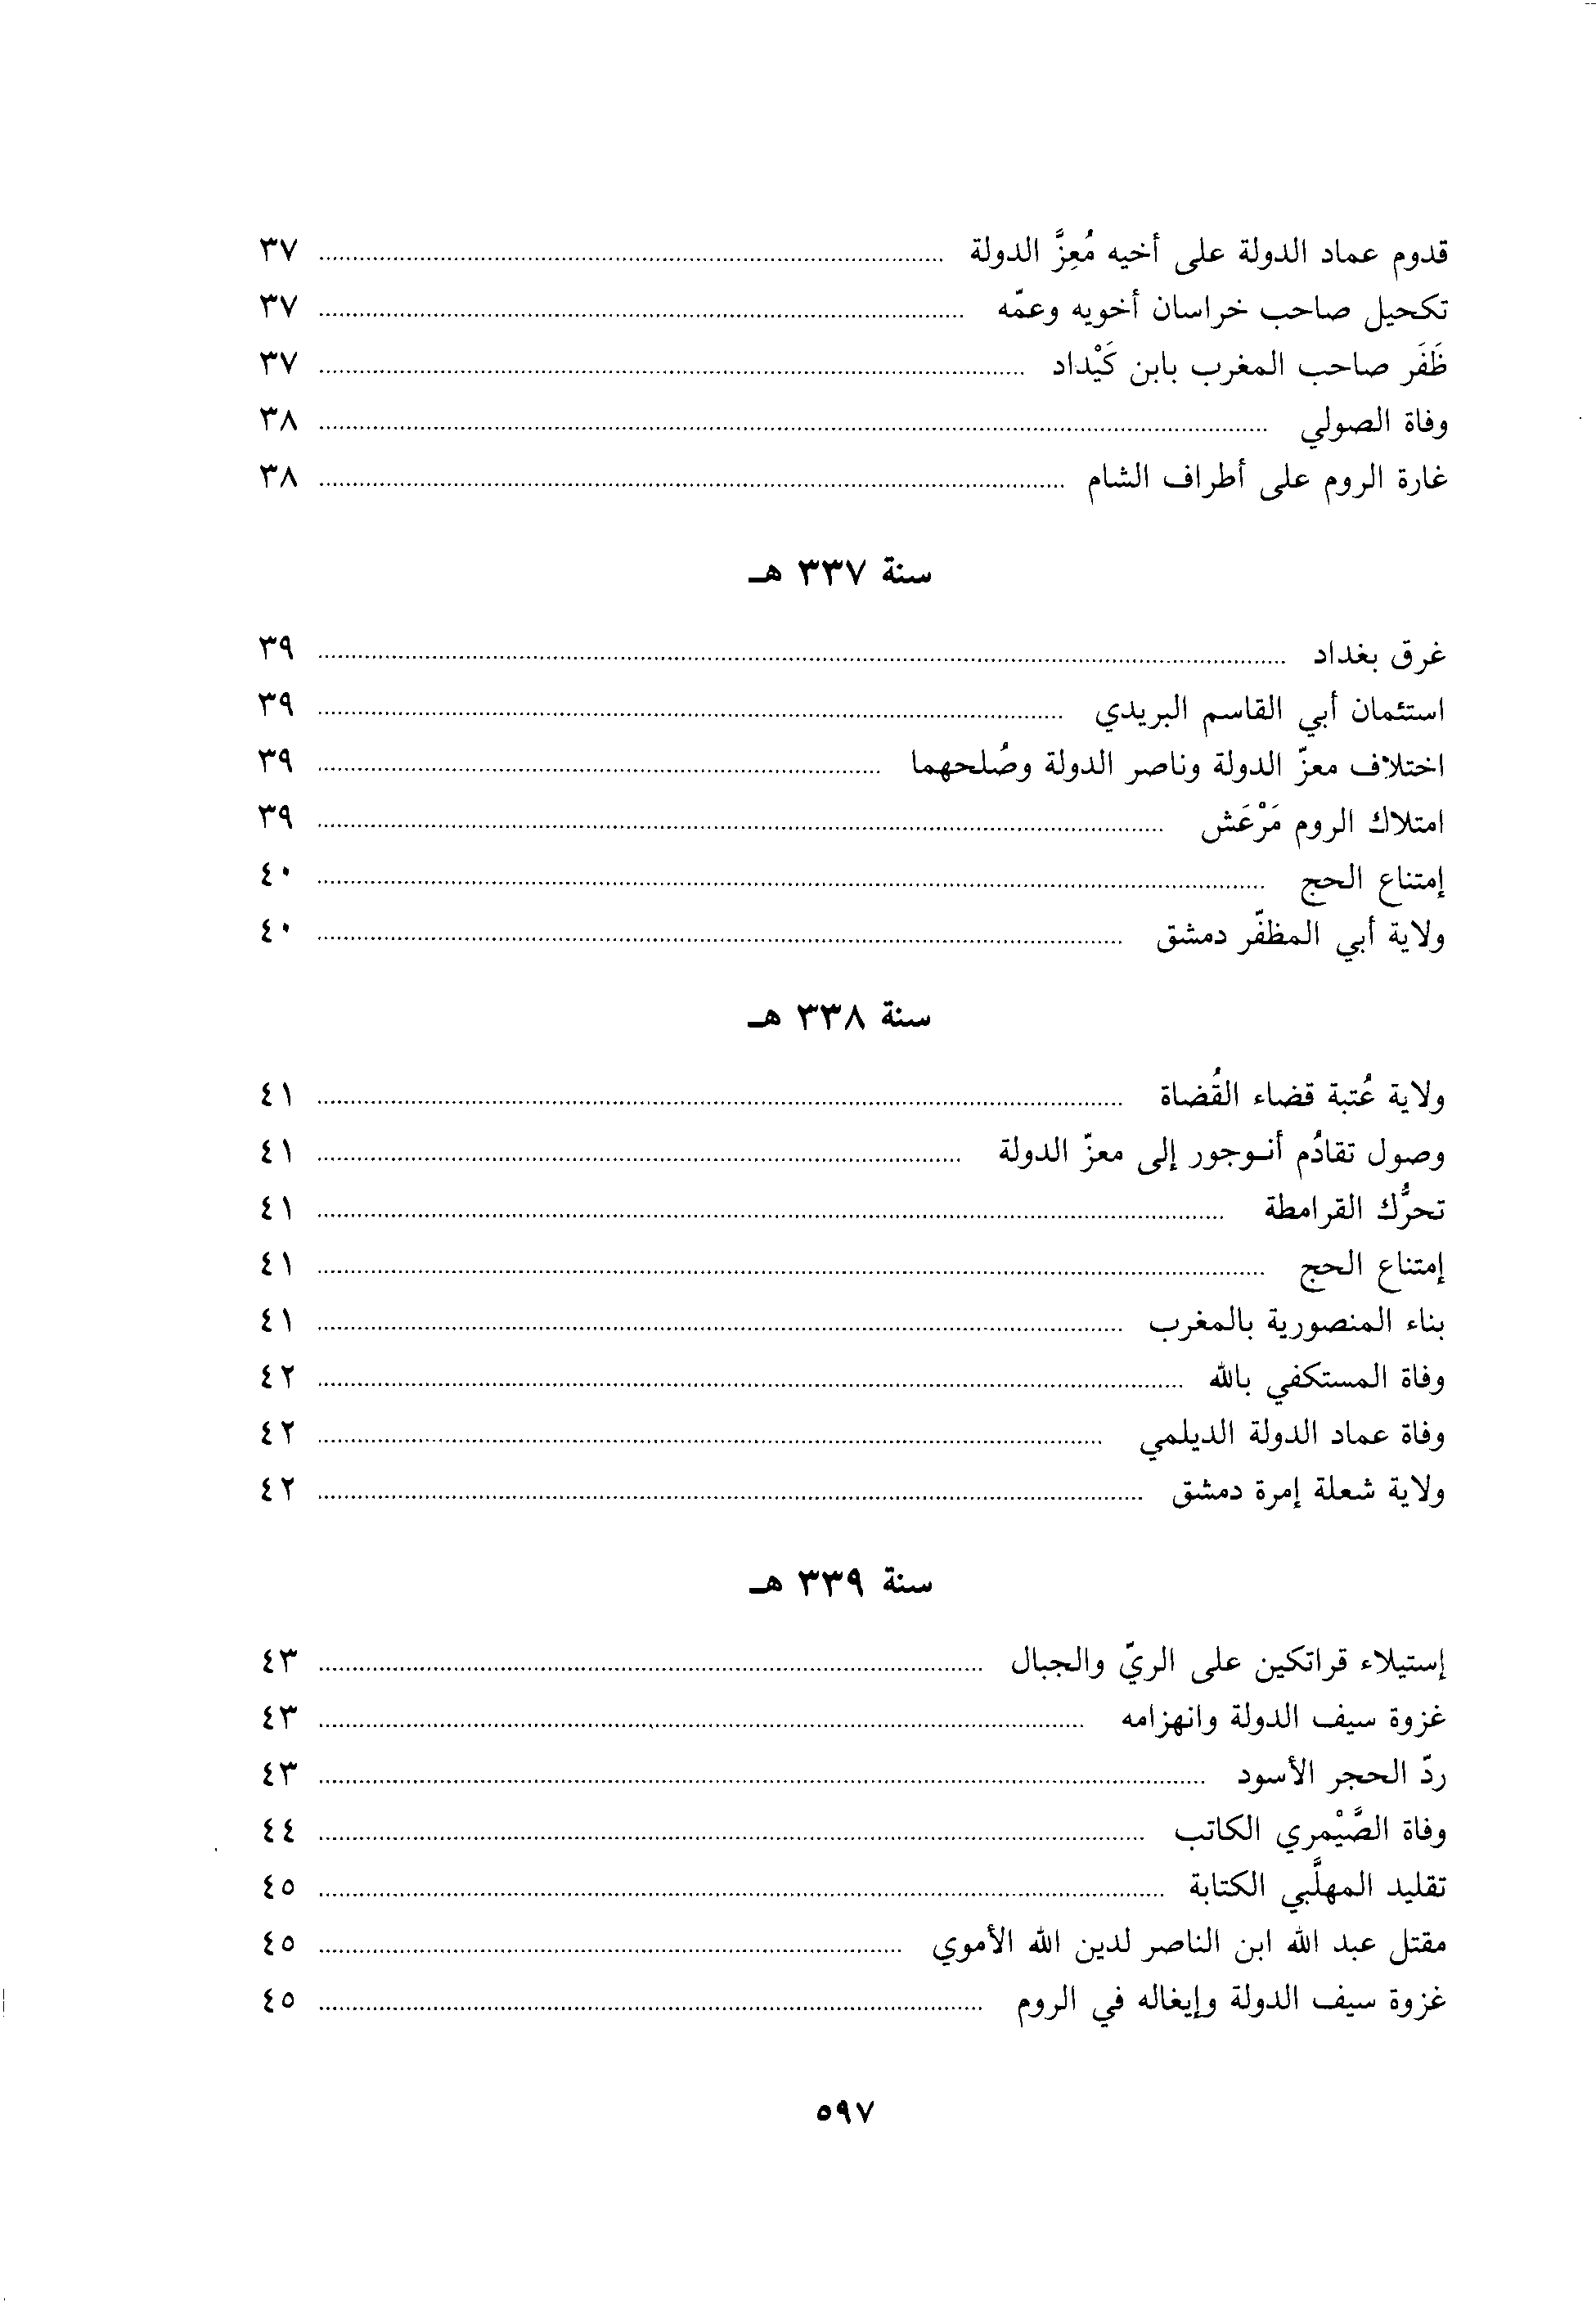 قدوم عماد الدولة على أخيه مُعِزَّ الدولة ........ ٣٧
تكحيل صاحب خراسان أخويه وعمّه ........ ٣٧
ظَفَر صاحب المغرب بابن كَيْداد ........ ٣٧
وفاة الصولي ........ ٣٨
غارة الروم على أطراف الشام ........ ٣٨
سنة ٣٣٧ هـ
غرق بغداد ........ ٣٩
استئمان أبي القاسم البريدي ........ ٣٩
اختلاف معزّ الدولة وناصر الدولة وصُلحهما ........ ٣٩
امتلاك الروم مَرْعَش ........ ٣٩
إمتناع الحج ........ ٤٠
ولاية أبي المظفّر دمشق ........ ٤٠
سنة ٣٣٨ هـ
ولاية عُتبة قضاء القُضاة ........ ٤١
وصول تقادُم أنـوجور إلى معزّ الدولة ........ ٤١
تحرُّك القرامطة ........ ٤١
إمتناع الحج ........ ٤١
بناء المنصورية بالمغرب ........ ٤١
وفاة المستكفي بالله ........ ٤٢
وفاة عماد الدولة الديلمي ........ ٤٢
ولاية شعلة إمرة دمشق ........ ٤٢
سنة ٣٣٩ هـ
إستيلاء قراتكين على الريّ والجبال ........ ٤٣
غزوة سيف الدولة وانهزامه ........ ٤٣
ردّ الحجر الأسود ........ ٤٣
وفاة الصَّيْمري الكاتب ........ ٤٤
تقليد المهلَّبي الكتابة ........ ٤٥
مقتل عبد الله ابن الناصر لدين الله الأموي ........ ٤٥
غزوة سيف الدولة وإيغاله في الروم ........ ٤٥
٥٩٧